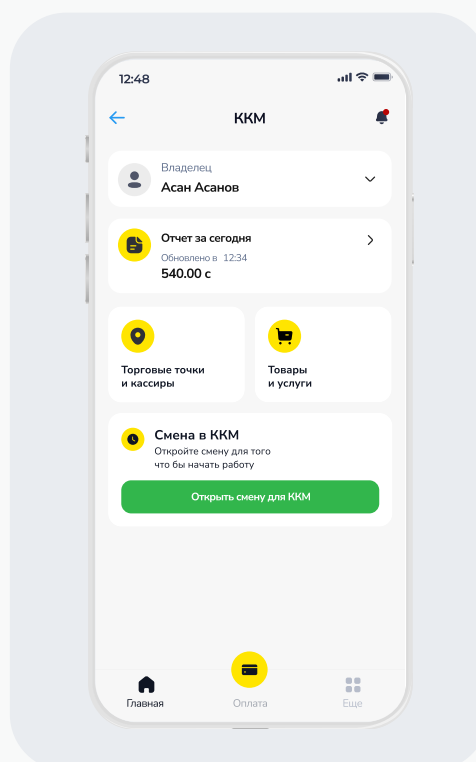 12:48
ККМ
Владелец
Асан Асанов
Отчет за сегодня
Обновлено в 12:34
540.00 с
Торговые точки
и кассиры
Товары
и услуги
Смена в ККМ
Откройте смену для того
что бы начать работу
Открыть смену для ККМ
Главная
Оплата
Еще